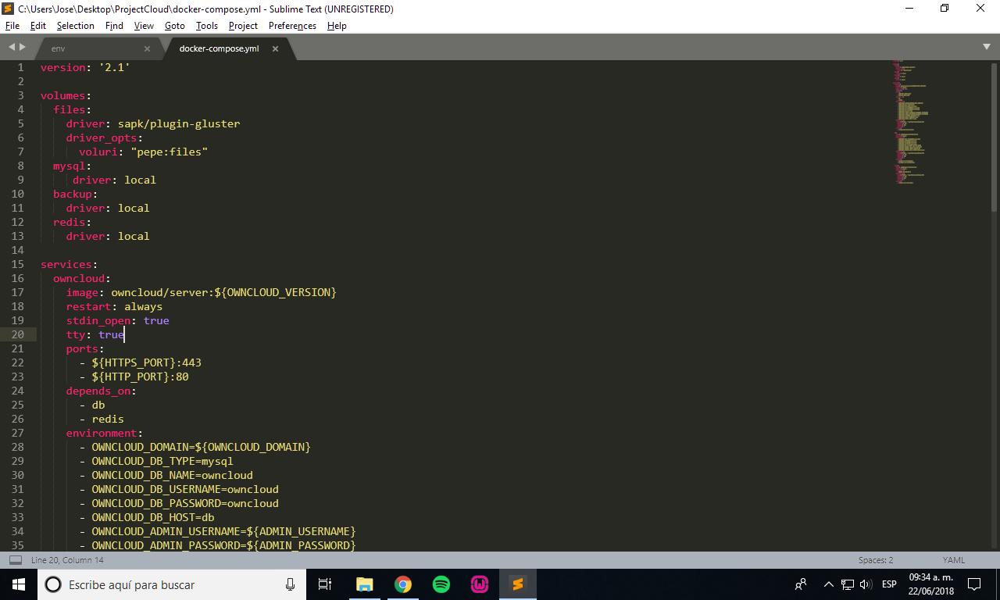 C:\Users\Jose\Desktop\ProjectCloud\docker-compose.yml - Sublime Text (UNREGISTERED)
File Edit Selection Find View Goto Tools Project Preferences Help
env docker-compose.yml
1 version: '2.1'
2
3 volumes:
4 files:
5 driver: sapk/plugin-gluster
6 driver_opts:
7 voluri: "pepe:files"
8 mysql:
9 driver: local
10 backup:
11 driver: local
12 redis:
13 driver: local
14
15 services:
16 owncloud:
17 image: owncloud/server:${OWNCLOUD_VERSION}
18 restart: always
19 stdin_open: true
20 tty: true
21 ports:
22 - ${HTTPS_PORT}:443
23 - ${HTTP_PORT}:80
24 depends_on:
25 - db
26 - redis
27 environment:
28 - OWNCLOUD_DOMAIN=${OWNCLOUD_DOMAIN}
29 - OWNCLOUD_DB_TYPE=mysql
30 - OWNCLOUD_DB_NAME=owncloud
31 - OWNCLOUD_DB_USERNAME=owncloud
32 - OWNCLOUD_DB_PASSWORD=owncloud
33 - OWNCLOUD_DB_HOST=db
34 - OWNCLOUD_ADMIN_USERNAME=${ADMIN_USERNAME}
35 - OWNCLOUD_ADMIN_PASSWORD=${ADMIN_PASSWORD}
Line 20, Column 14 Spaces: 2 YAML
Escribe aquí para buscar
ESP
09:34 a. m.
22/06/2018